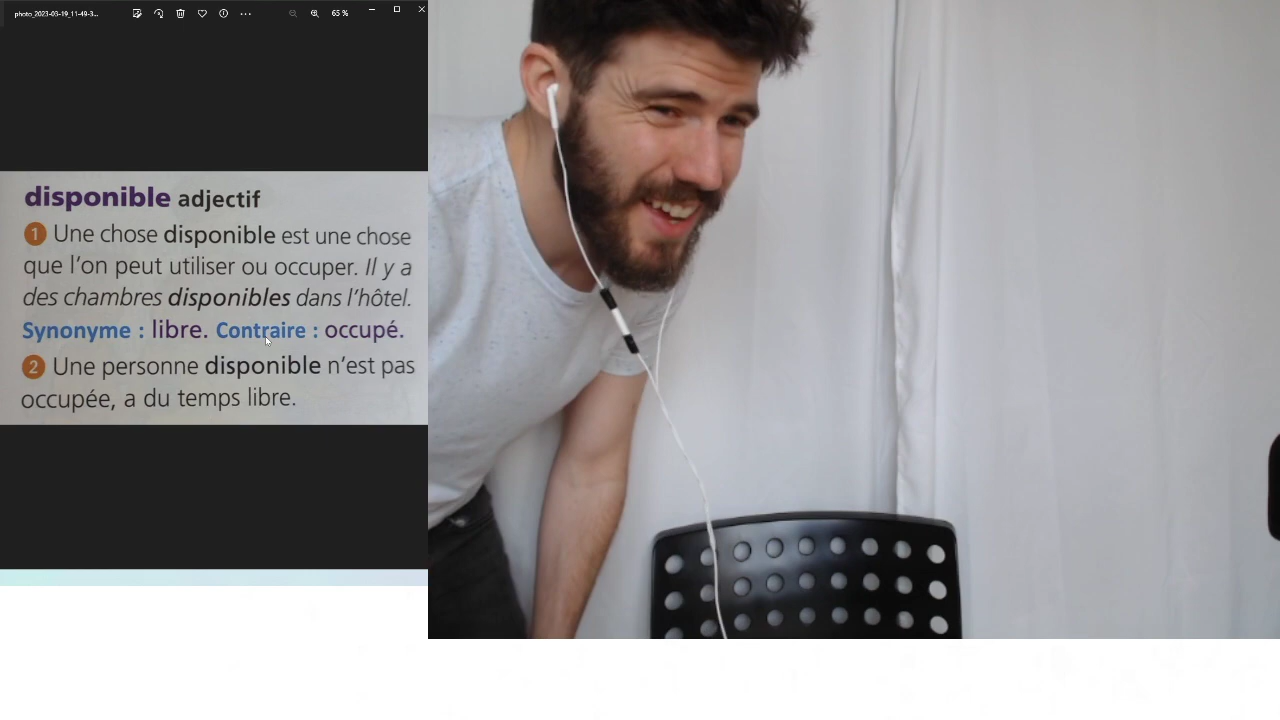 photo_2023-03-19_11-49-3...
65 %
disponible adjectif
1 Une chose disponible est une chose
que l'on peut utiliser ou occuper. Il y a
des chambres disponibles dans l'hôtel.
Synonyme : libre. Contraire : occupé.
2 Une personne disponible n'est pas
occupée, a du temps libre.